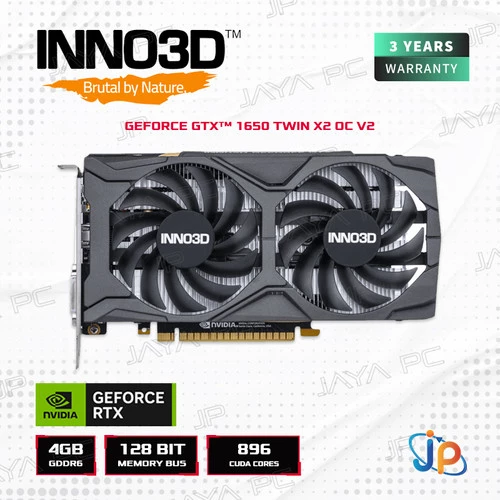 INNO3D™
Brutal by Nature.
3 YEARS
WARRANTY
GEFORCE GTX™ 1650 TWIN X2 OC V2
INNO3D
INNO3D
NVIDIA
NVIDIA
GEFORCE
RTX
4GB
GDDR6
128 BIT
MEMORY BUS
896
CUDA CORES
JP
JAYA PC